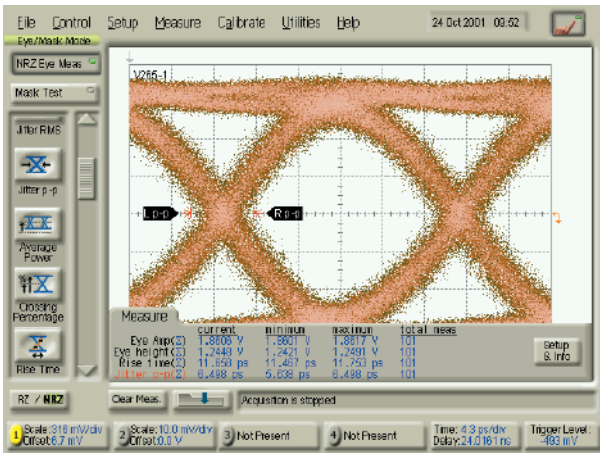 File Control Setup Measure Calibrate Utilities Help 24 Oct 2001 09:52
Eye/Mask Mode
NRZ Eye Meas
Mask Test
Jitter RMS
Jitter p-p
Average
Power
Crossing
Percentage
Rise Time
V265-1
L p-p
R p-p
Measure
current minimum maximum total meas
Eye Amp(Σ) 1.8606 V 1.8601 V 1.8617 V 101
Eye height(Σ) 1.2448 V 1.2421 V 1.2491 V 101
Rise time(Σ) 11.658 ps 11.467 ps 11.753 ps 101
Jitter p-p(Σ) 6.498 ps 5.638 ps 6.498 ps 101
Setup
& Info
RZ / NRZ
Clear Meas.
Acquisition is stopped
1 Scale:316 mV/div
Offset:6.7 mV
2 Scale:10.0 mV/div
Offset:0.0 V
3 Not Present
4 Not Present
Time: 4.3 ps/div
Delay:24.0161 ns
Trigger Level:
-493 mV